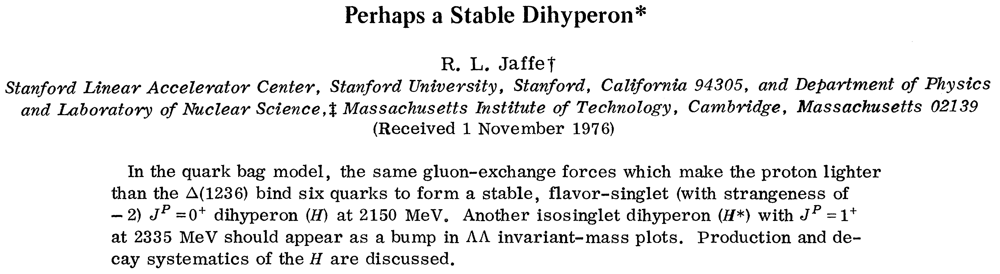 Perhaps a Stable Dihyperon*
R. L. Jaffe†
Stanford Linear Accelerator Center, Stanford University, Stanford, California 94305, and Department of Physics
and Laboratory of Nuclear Science,‡ Massachusetts Institute of Technology, Cambridge, Massachusetts 02139
(Received 1 November 1976)
In the quark bag model, the same gluon-exchange forces which make the proton lighter
than the Δ(1236) bind six quarks to form a stable, flavor-singlet (with strangeness of
− 2) J^P = 0⁺ dihyperon (H) at 2150 MeV. Another isosinglet dihyperon (H*) with J^P = 1⁺
at 2335 MeV should appear as a bump in ΛΛ invariant-mass plots. Production and de-
cay systematics of the H are discussed.